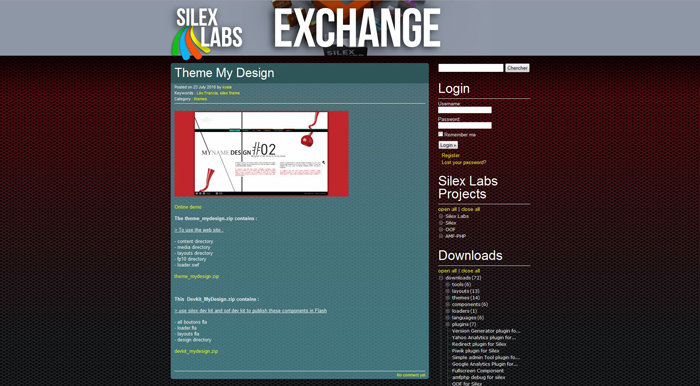 SILEX LABS
EXCHANGE
SILEX
Theme My Design
Posted on 23 July 2010 by
Keywords : Léo Francia, silex theme
Category : themes
MYNAMEDESIGN#02
Online demo
The theme_mydesign.zip contains :
> To use the web site :
- content directory
- media directory
- layouts directory
- fp10 directory
- loader.swf
theme_mydesign.zip
This Devkit_MyDesign.zip contains :
> use silex dev kit and oof dev kit to publish these components in Flash
- all boutons fla
- loader.fla
- layouts fla
- design directory
devkit_mydesign.zip
No comment yet
Chercher
Login
Username
Password
Remember me
Login ›
Register
Lost your password?
Silex Labs Projects
open all | close all
Silex Labs
Silex
OOF
AMF-PHP
Downloads
open all | close all
downloads (72)
tools (6)
layouts (13)
themes (14)
components (6)
loaders (1)
languages (6)
plugins (7)
Version Generator plugin fo...
Yahoo Analytics plugin for...
Redirect plugin for Silex
Piwik plugin for Silex
Simple admin Tool plugin fo...
Google Analytics Plugin for...
Fullscreen Component
amfphp debug for silex
OOF for Silex